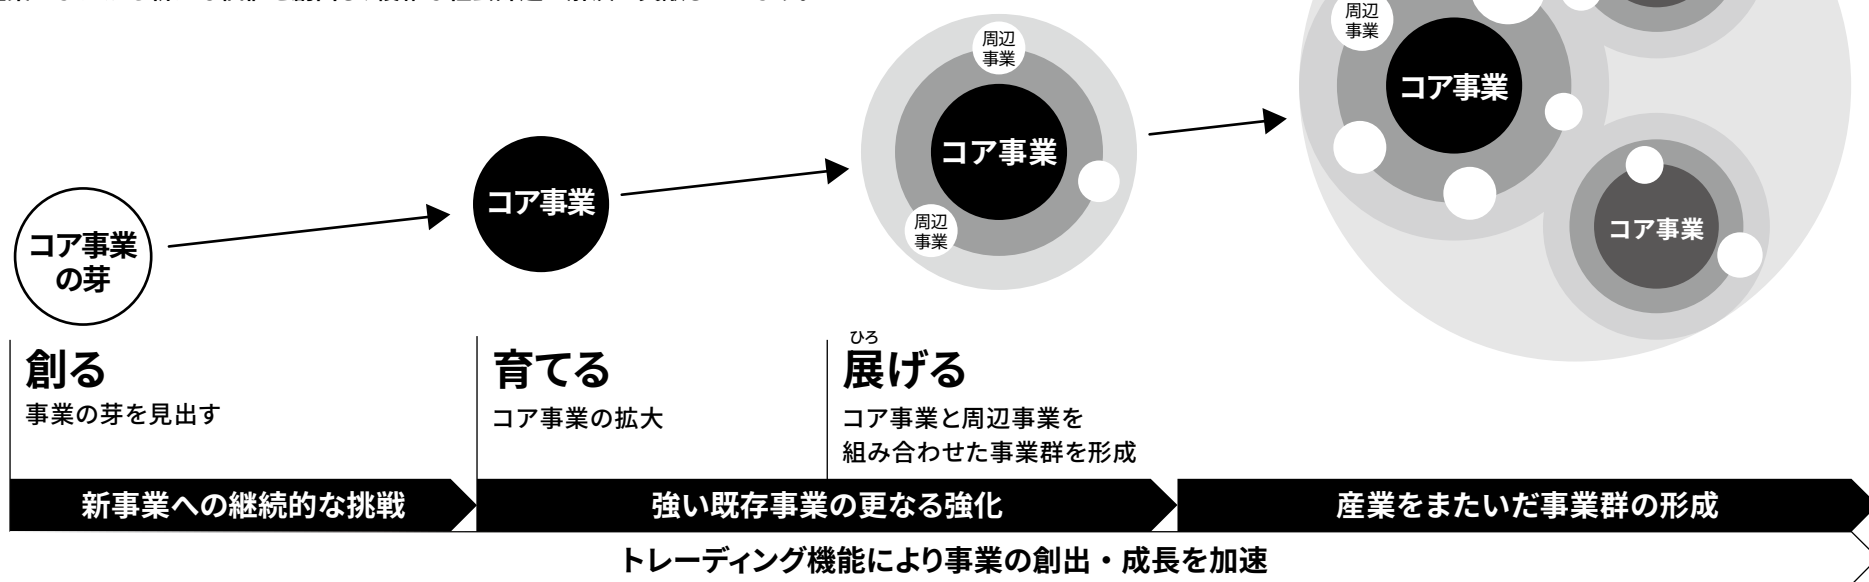 周辺
事業
コア事業
周辺
事業
コア事業
コア事業
コア事業
の芽
周辺
事業
コア事業
創る
事業の芽を見出す
育てる
コア事業の拡大
ひろ
展げる
コア事業と周辺事業を
組み合わせた事業群を形成
新事業への継続的な挑戦
強い既存事業の更なる強化
産業をまたいだ事業群の形成
トレーディング機能により事業の創出・成長を加速